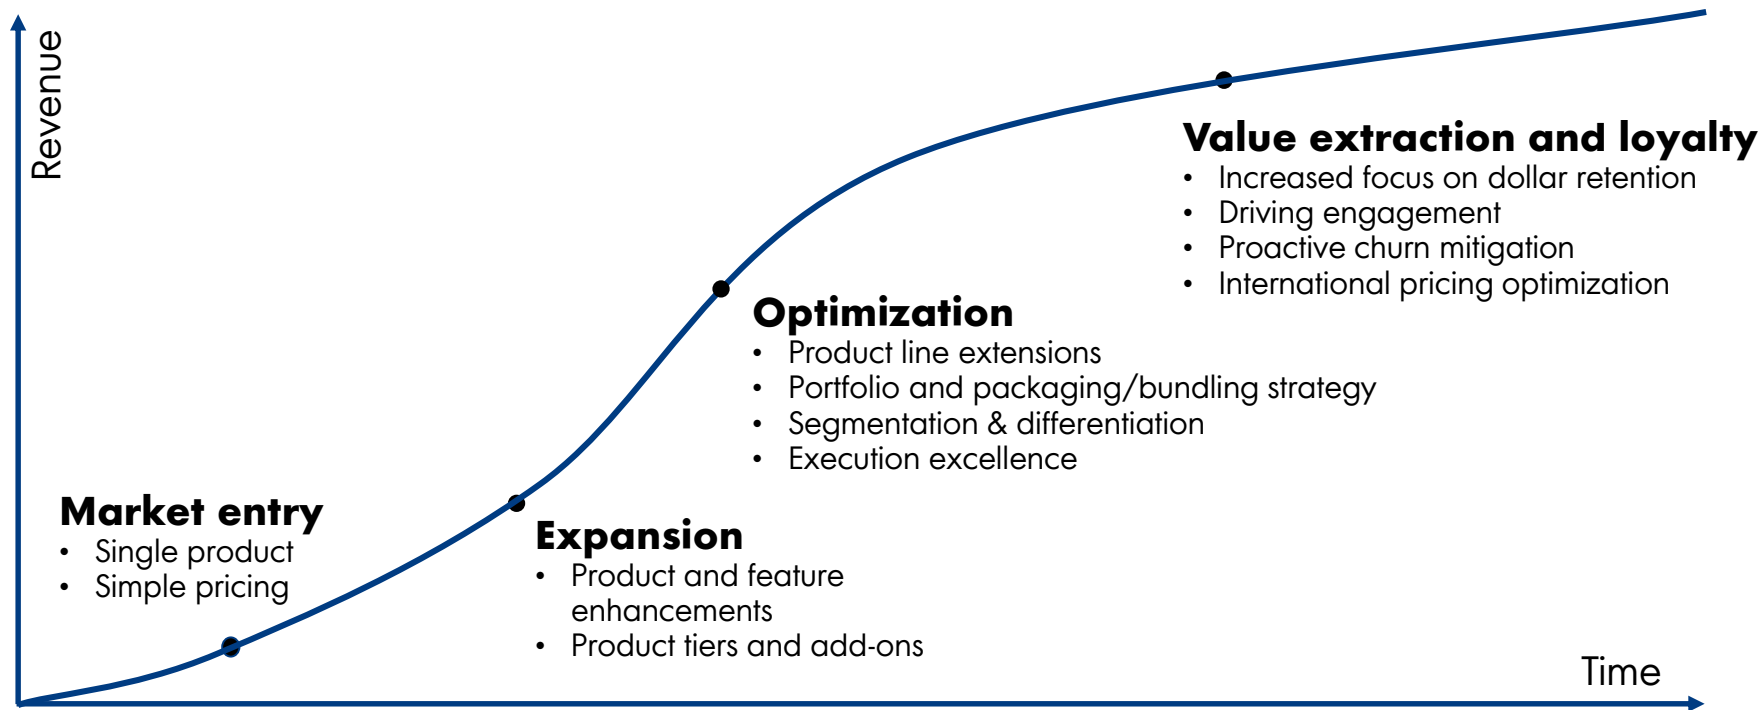 Revenue
Value extraction and loyalty
• Increased focus on dollar retention
• Driving engagement
• Proactive churn mitigation
• International pricing optimization
Optimization
• Product line extensions
• Portfolio and packaging/bundling strategy
• Segmentation & differentiation
• Execution excellence
Market entry
• Single product
• Simple pricing
Expansion
• Product and feature
enhancements
• Product tiers and add-ons
Time